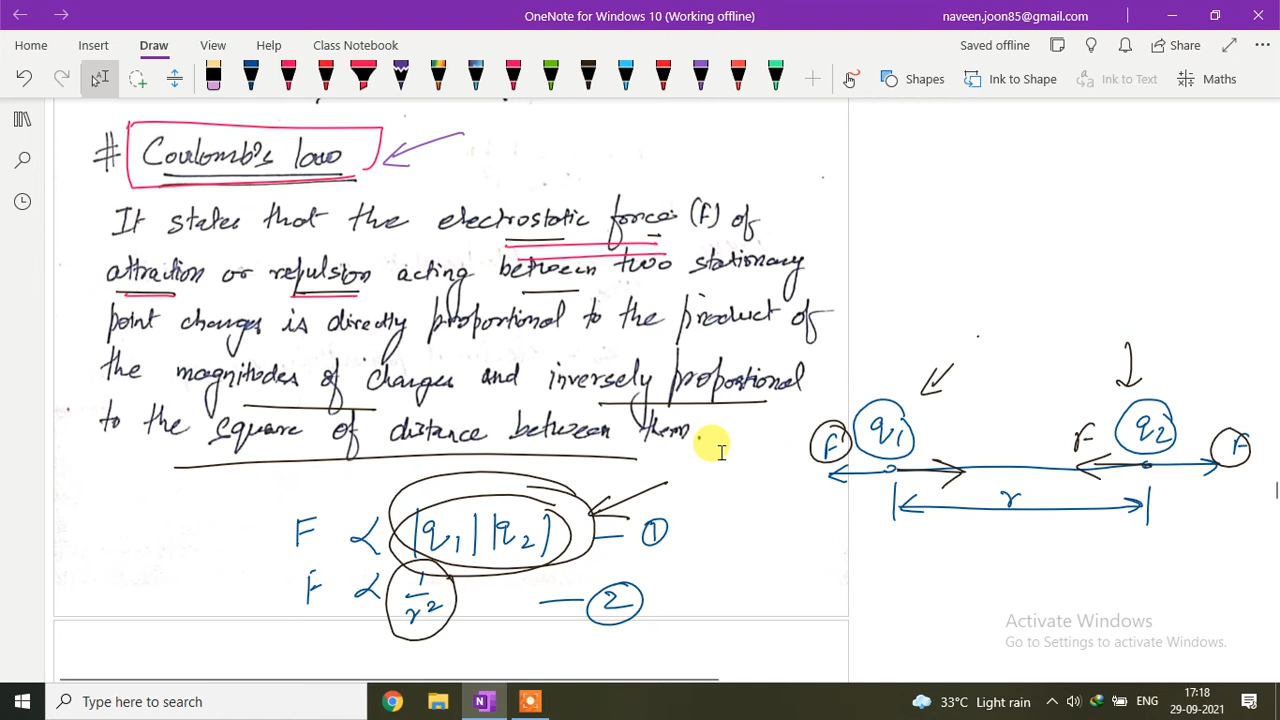 OneNote for Windows 10 (Working offline)
naveen.joon85@gmail.com
Home Insert Draw View Help Class Notebook
Saved offline Share
Shapes Ink to Shape Ink to Text Maths
# Coulomb's law
It states that the electrostatic force (F) of
attraction or repulsion acting between two stationary
point charges is directly proportional to the product of
the magnitudes of charges and inversely proportional
to the square of distance between them.
F q1 F q2 F
r
F ∝ |q1| |q2| — ①
F ∝ 1/r² — ②
Activate Windows
Go to Settings to activate Windows.
Type here to search
33°C Light rain ENG 17:18
29-09-2021